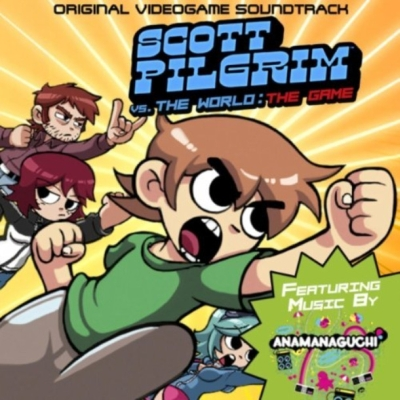 ORIGINAL VIDEOGAME SOUNDTRACK
SCOTT
PILGRIM
VS. THE WORLD: THE GAME
FEATURING
MUSIC BY
ANAMANAGUCHI